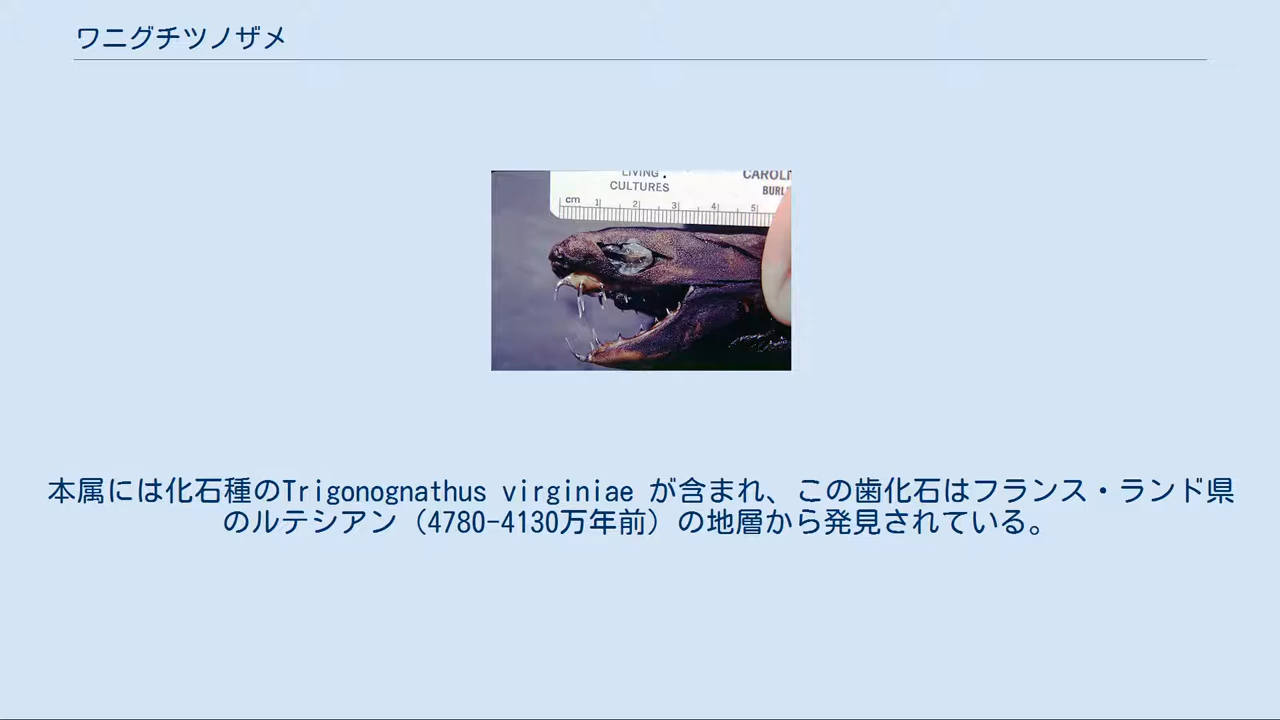 ワニグチツノザメ
LIVING
CAROLI
CULTURES
BURL
cm 1 2 3 4 5
本属には化石種のTrigonognathus virginiae が含まれ、この歯化石はフランス・ランド県
のルテシアン（4780-4130万年前）の地層から発見されている。